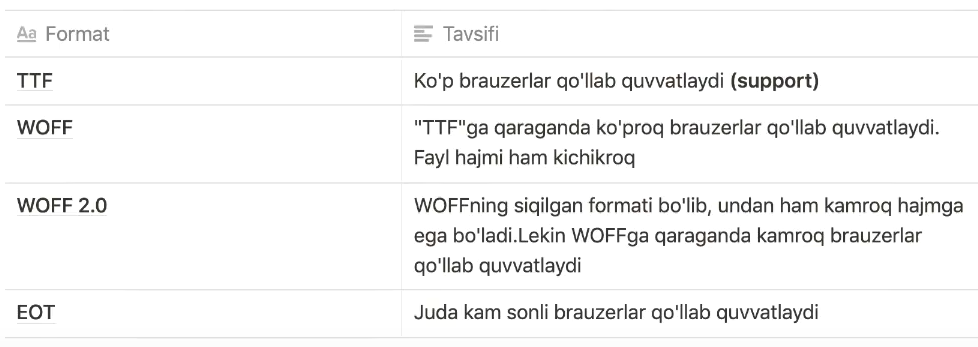 Aa Format
Tavsifi
TTF
Ko'p brauzerlar qo'llab quvvatlaydi (support)
WOFF
"TTF"ga qaraganda ko'proq brauzerlar qo'llab quvvatlaydi.
Fayl hajmi ham kichikroq
WOFF 2.0
WOFFning siqilgan formati bo'lib, undan ham kamroq hajmga
ega bo'ladi.Lekin WOFFga qaraganda kamroq brauzerlar
qo'llab quvvatlaydi
EOT
Juda kam sonli brauzerlar qo'llab quvvatlaydi